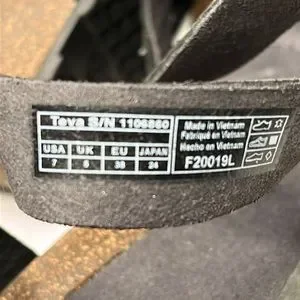 Teva S/N 1106860
USA UK EU JAPAN
7 5 38 24
Made in Vietnam
Fabriqué en Vietnam
Hecho en Vietnam
F20019L